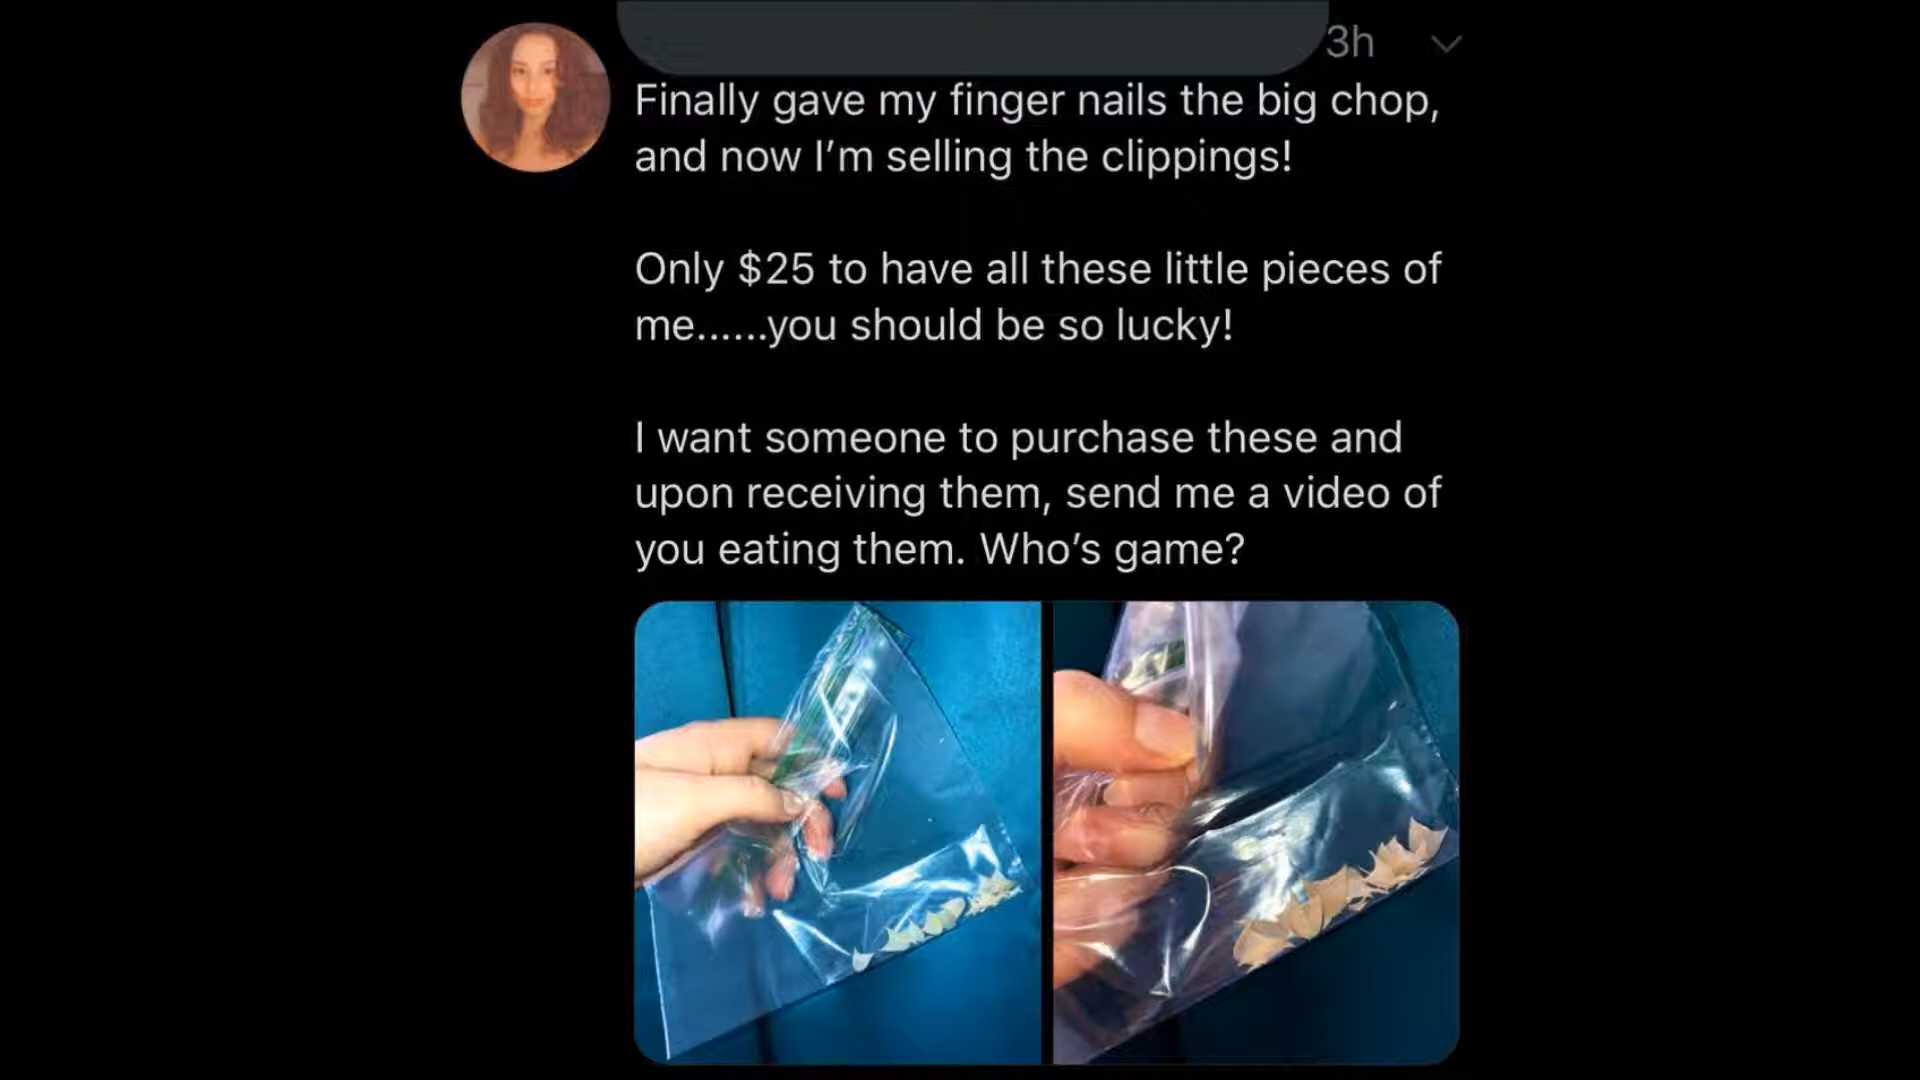 3h
Finally gave my finger nails the big chop,
and now I’m selling the clippings!
Only $25 to have all these little pieces of
me......you should be so lucky!
I want someone to purchase these and
upon receiving them, send me a video of
you eating them. Who’s game?